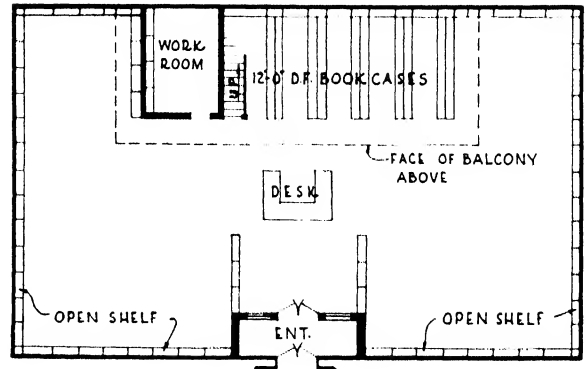 WORK
ROOM
UP
12'-0" D.F. BOOK CASES
FACE OF BALCONY
ABOVE
DESK
OPEN SHELF
ENT.
OPEN SHELF